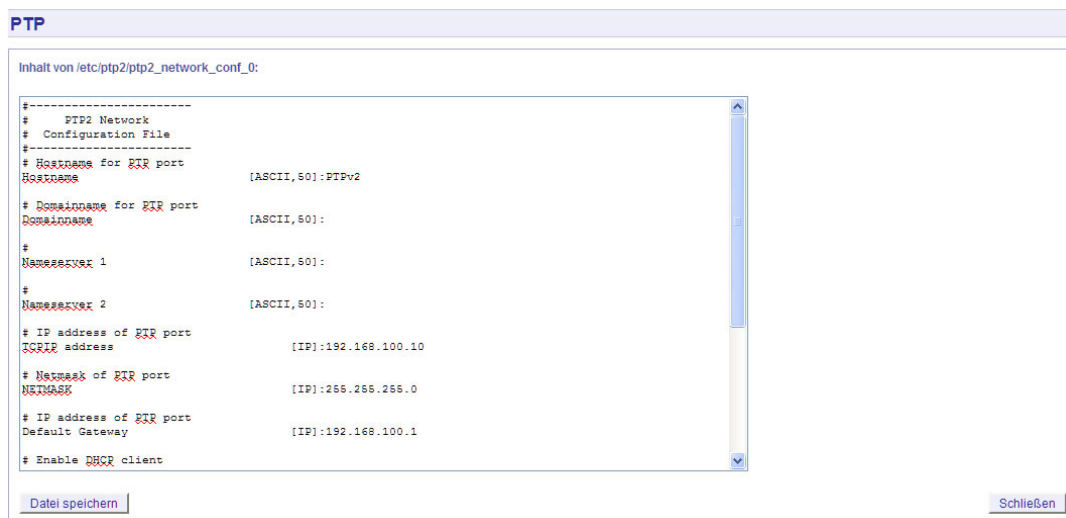 PTP
Inhalt von /etc/ptp2/ptp2_network_conf_0:
#-----------------------
# PTP2 Network
# Configuration File
#-----------------------
# Hostname for PTP port
Hostname [ASCII,50]:PTPv2
# Domainname for PTP port
Domainname [ASCII,50]:
#
Nameserver 1 [ASCII,50]:
#
Nameserver 2 [ASCII,50]:
# IP address of PTP port
TCPIP address [IP]:192.168.100.10
# Netmask of PTP port
NETMASK [IP]:255.255.255.0
# IP address of PTP port
Default Gateway [IP]:192.168.100.1
# Enable DHCP client
Datei speichern
Schließen